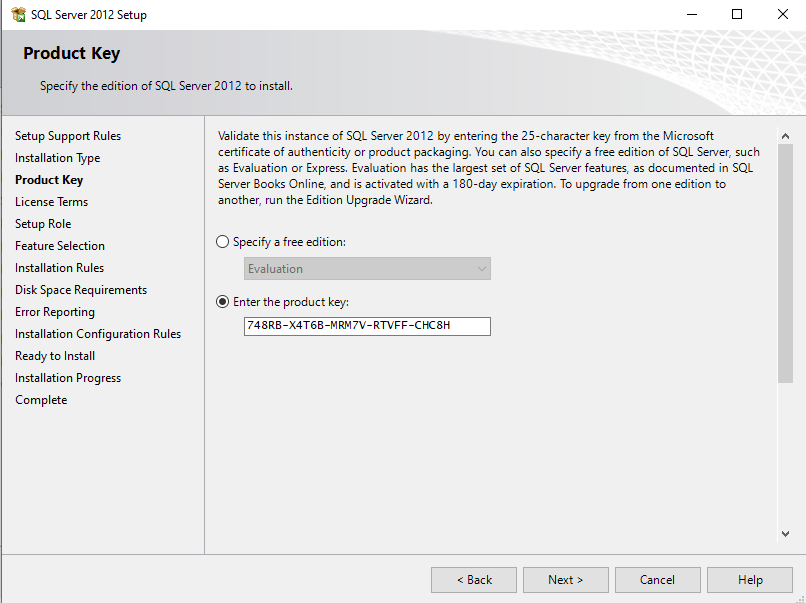 SQL Server 2012 Setup
Product Key
Specify the edition of SQL Server 2012 to install.
Setup Support Rules
Installation Type
Product Key
License Terms
Setup Role
Feature Selection
Installation Rules
Disk Space Requirements
Error Reporting
Installation Configuration Rules
Ready to Install
Installation Progress
Complete
Validate this instance of SQL Server 2012 by entering the 25-character key from the Microsoft
certificate of authenticity or product packaging. You can also specify a free edition of SQL Server, such
as Evaluation or Express. Evaluation has the largest set of SQL Server features, as documented in SQL
Server Books Online, and is activated with a 180-day expiration. To upgrade from one edition to
another, run the Edition Upgrade Wizard.
Specify a free edition:
Evaluation
Enter the product key:
748RB-X4T6B-MRM7V-RTVFF-CHC8H
< Back
Next >
Cancel
Help